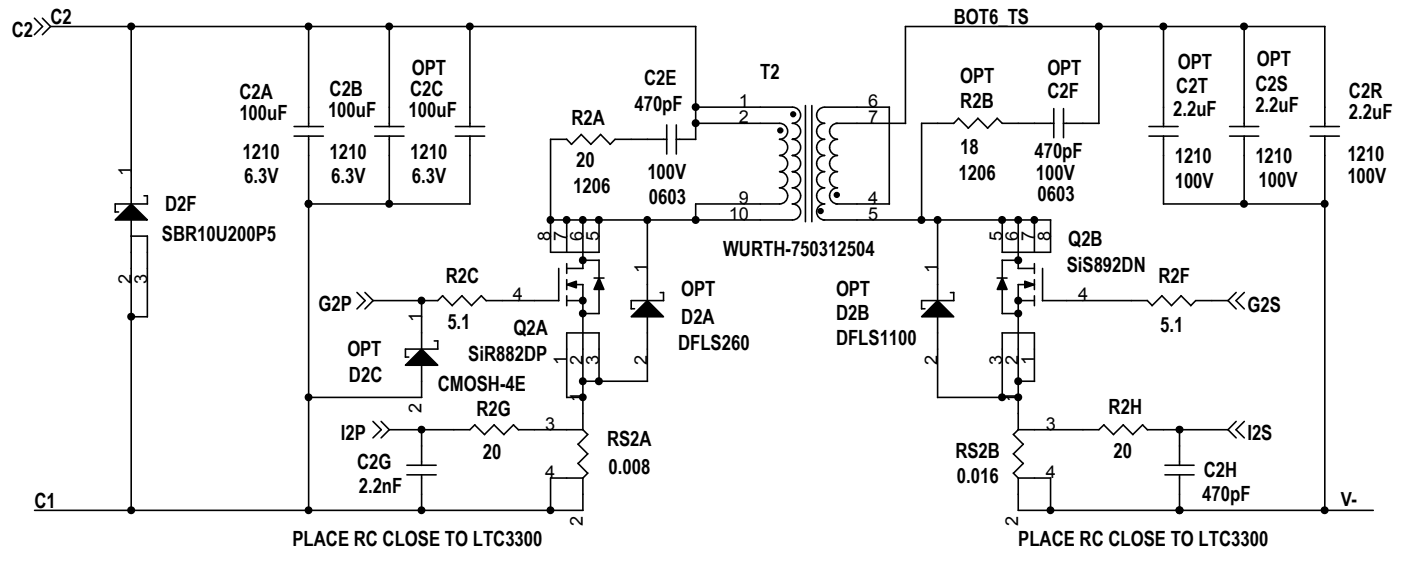 C2
C2
BOT6_TS
C2A
100uF
1210
6.3V
C2B
100uF
1210
6.3V
OPT
C2C
100uF
1210
6.3V
1
D2F
SBR10U200P5
2
3
R2A
20
1206
C2E
470pF
100V
0603
T2
1
2
9
10
6
7
4
5
WURTH-750312504
OPT
R2B
18
1206
OPT
C2F
470pF
100V
0603
OPT
C2T
2.2uF
1210
100V
OPT
C2S
2.2uF
1210
100V
C2R
2.2uF
1210
100V
8
7
6
5
G2P
R2C
5.1
4
Q2A
SiR882DP
1
2
3
1
OPT
D2A
DFLS260
2
1
OPT
D2C
CMOSH-4E
2
1
OPT
D2B
DFLS1100
2
5
6
7
8
Q2B
SiS892DN
4
R2F
5.1
G2S
3
2
1
I2P
R2G
20
C2G
2.2nF
1
3
4
2
RS2A
0.008
1
3
4
2
RS2B
0.016
R2H
20
I2S
C2H
470pF
C1
V-
PLACE RC CLOSE TO LTC3300
PLACE RC CLOSE TO LTC3300